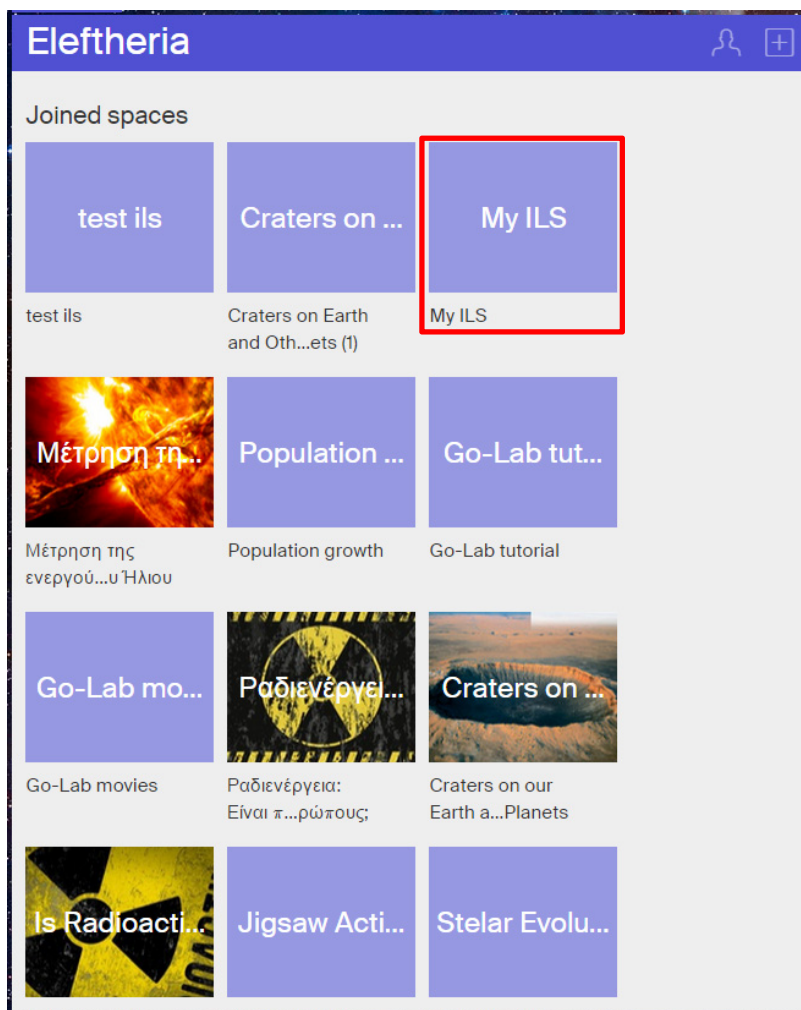 Eleftheria
Joined spaces
test ils
Craters on ...
My ILS
test ils
Craters on Earth
and Oth...ets (1)
My ILS
Μέτρηση τη...
Population ...
Go-Lab tut...
Μέτρηση της
ενεργού...υ Ήλιου
Population growth
Go-Lab tutorial
Go-Lab mo...
Ραδιενέργει...
Craters on ...
Go-Lab movies
Ραδιενέργεια:
Είναι π...ρώπους;
Craters on our
Earth a...Planets
Is Radioacti...
Jigsaw Acti...
Stelar Evolu...